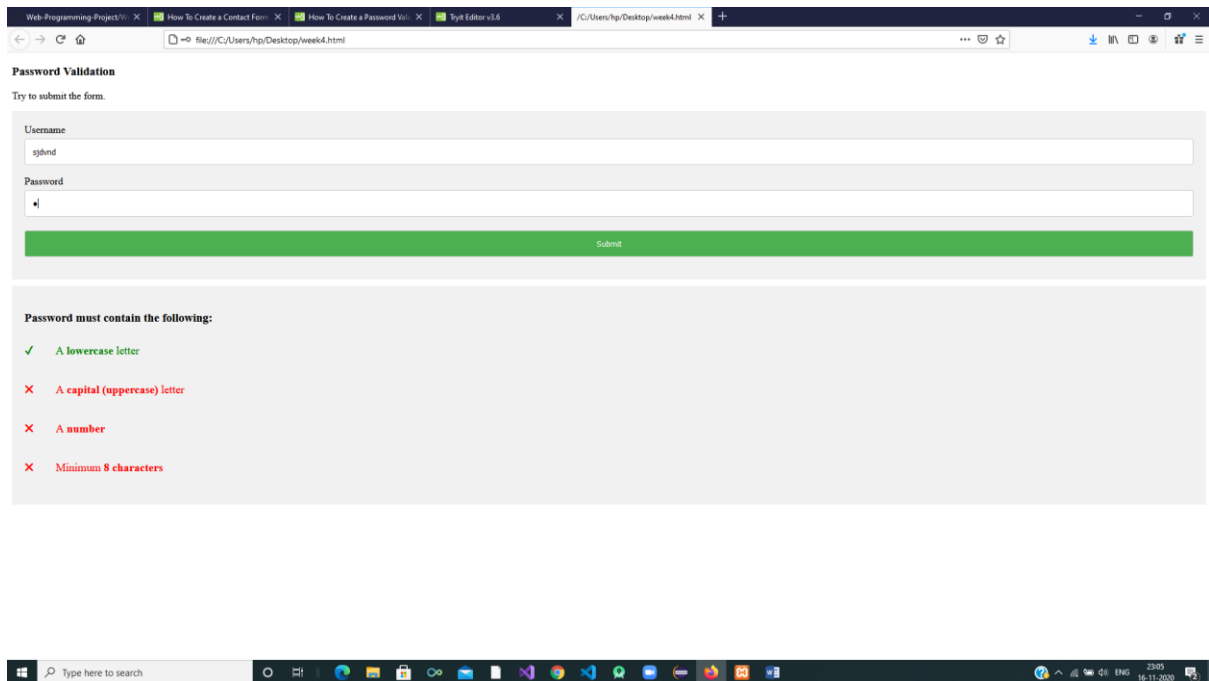 Web-Programming-Project/W
How To Create a Contact Form
How To Create a Password Vali
Tryit Editor v3.6
/C:/Users/hp/Desktop/week4.html
file:///C:/Users/hp/Desktop/week4.html
Password Validation
Try to submit the form.
Username
sjdvnd
Password
Submit
Password must contain the following:
✓ A lowercase letter
✕ A capital (uppercase) letter
✕ A number
✕ Minimum 8 characters
Type here to search
ENG
23:05
16-11-2020